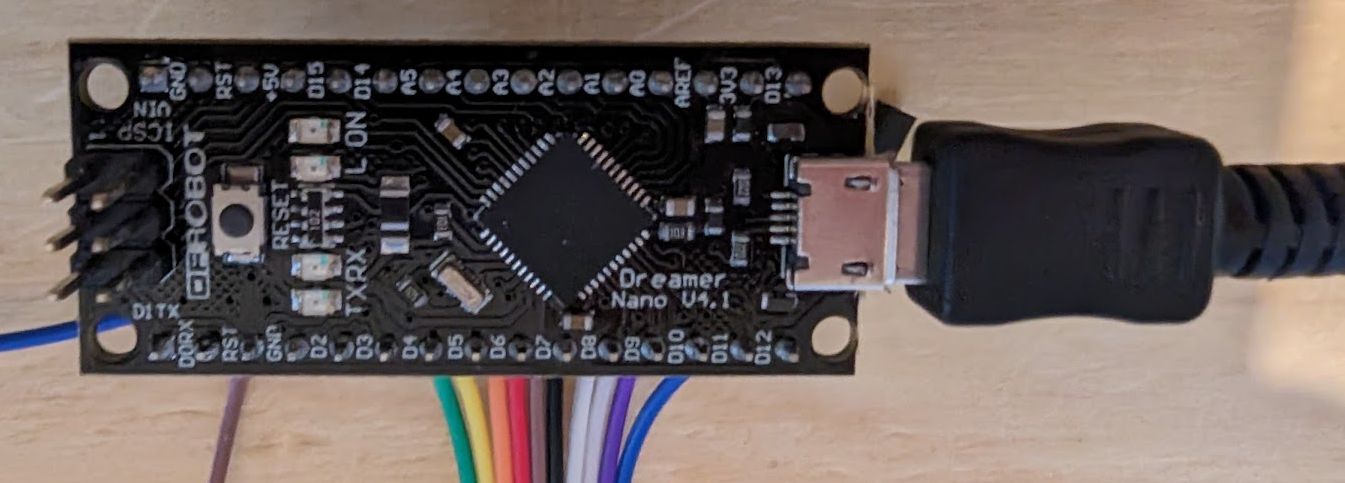 GND RST +5V D15 D14 A5 A4 A3 A2 A1 A0 AREF 3V3 D13
VIN
ICSP 1
DFROBOT
RESET
L ON
102
TXRX
Dreamer
Nano V4.1
D1TX
D0RX RST GND D2 D3 D4 D5 D6 D7 D8 D9 D10 D11 D12